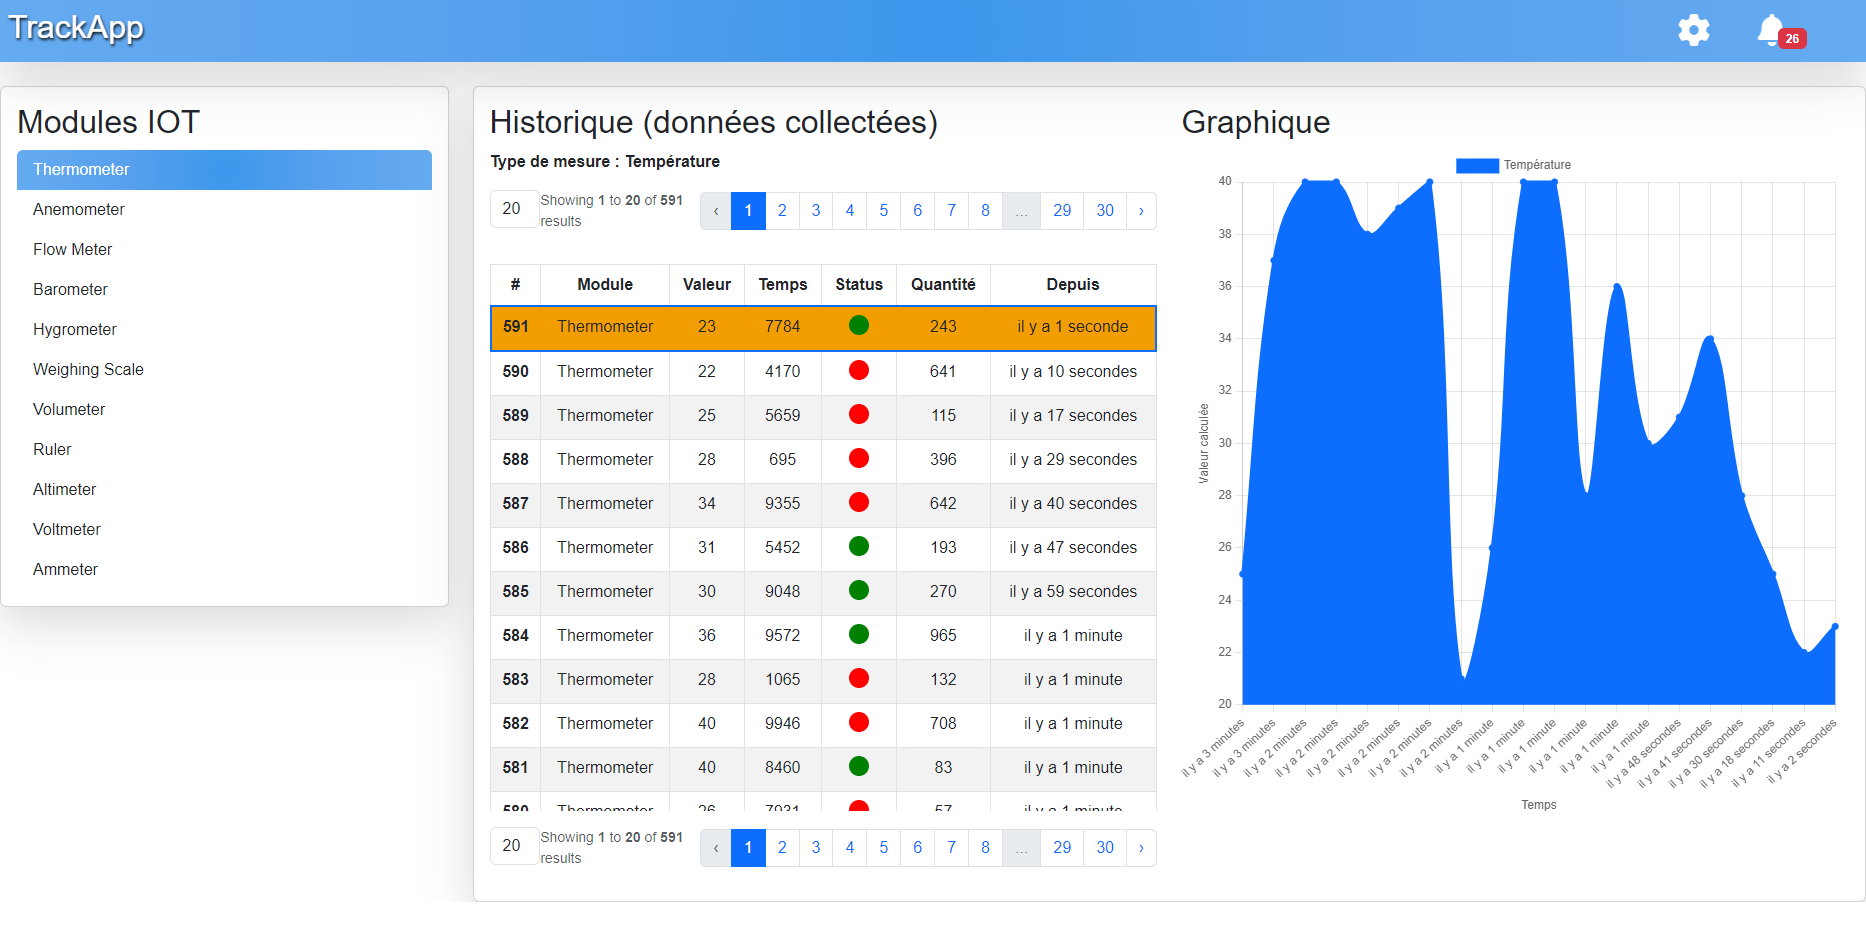 TrackApp
26
Modules IOT
Thermometer
Anemometer
Flow Meter
Barometer
Hygrometer
Weighing Scale
Volumeter
Ruler
Altimeter
Voltmeter
Ammeter
Historique (données collectées)
Type de mesure : Température
20 Showing 1 to 20 of 591 results
‹ 1 2 3 4 5 6 7 8 ... 29 30 ›
# Module Valeur Temps Status Quantité Depuis
591 Thermometer 23 7784 243 il y a 1 seconde
590 Thermometer 22 4170 641 il y a 10 secondes
589 Thermometer 25 5659 115 il y a 17 secondes
588 Thermometer 28 695 396 il y a 29 secondes
587 Thermometer 34 9355 642 il y a 40 secondes
586 Thermometer 31 5452 193 il y a 47 secondes
585 Thermometer 30 9048 270 il y a 59 secondes
584 Thermometer 36 9572 965 il y a 1 minute
583 Thermometer 28 1065 132 il y a 1 minute
582 Thermometer 40 9946 708 il y a 1 minute
581 Thermometer 40 8460 83 il y a 1 minute
580 Thermometer 26 7931 57 il y a 1 minute
20 Showing 1 to 20 of 591 results
‹ 1 2 3 4 5 6 7 8 ... 29 30 ›
Graphique
Température
40
38
36
34
32
30
28
26
24
22
20
Valeur calculée
il y a 3 minutes
il y a 3 minutes
il y a 2 minutes
il y a 2 minutes
il y a 2 minutes
il y a 2 minutes
il y a 2 minutes
il y a 2 minutes
il y a 1 minute
il y a 1 minute
il y a 1 minute
il y a 1 minute
il y a 1 minute
il y a 1 minute
il y a 48 secondes
il y a 41 secondes
il y a 30 secondes
il y a 18 secondes
il y a 11 secondes
il y a 2 secondes
Temps